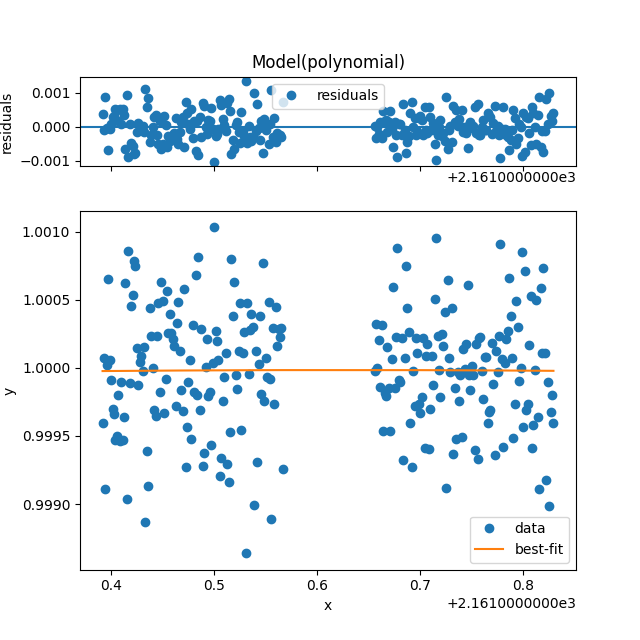 Model(polynomial)
residuals
0.001
0.000
−0.001
residuals
+2.1610000000e3
1.0010
1.0005
1.0000
0.9995
0.9990
y
data
best-fit
0.4 0.5 0.6 0.7 0.8
x
+2.1610000000e3